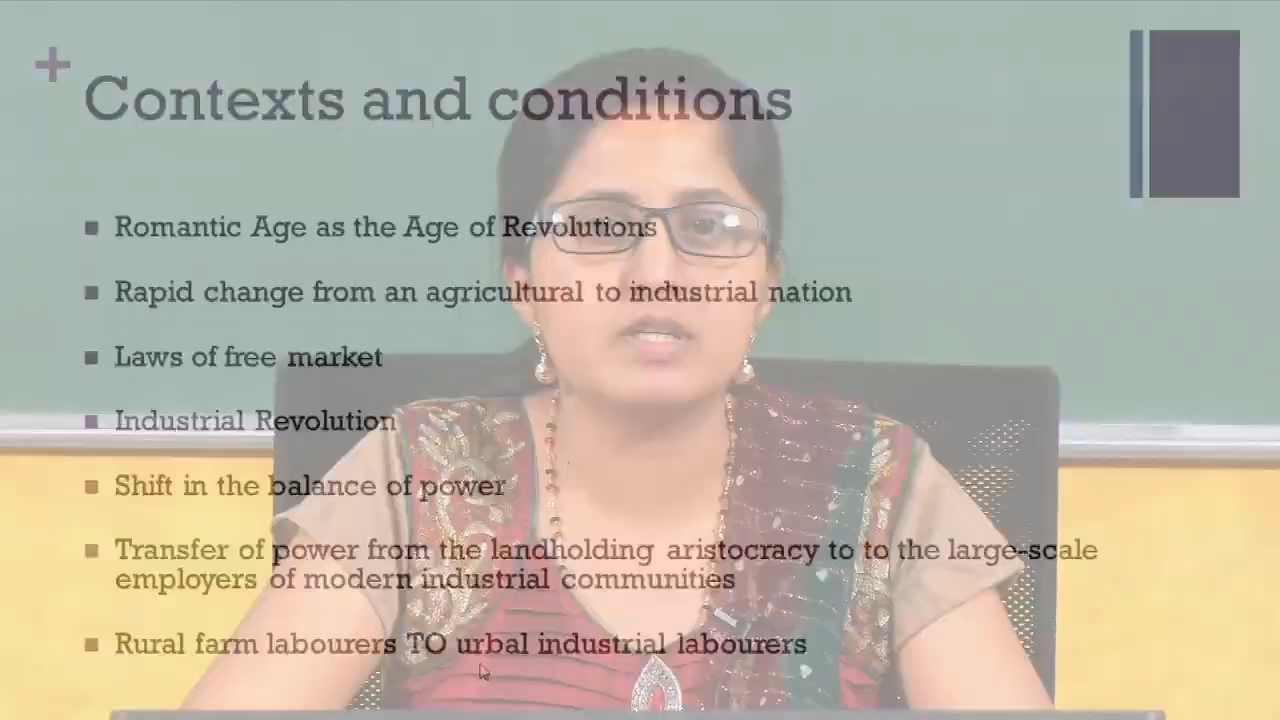 Contexts and conditions
Romantic Age as the Age of Revolutions
Rapid change from an agricultural to industrial nation
Laws of free market
Industrial Revolution
Shift in the balance of power
Transfer of power from the landholding aristocracy to to the large-scale
employers of modern industrial communities
Rural farm labourers TO urbal industrial labourers